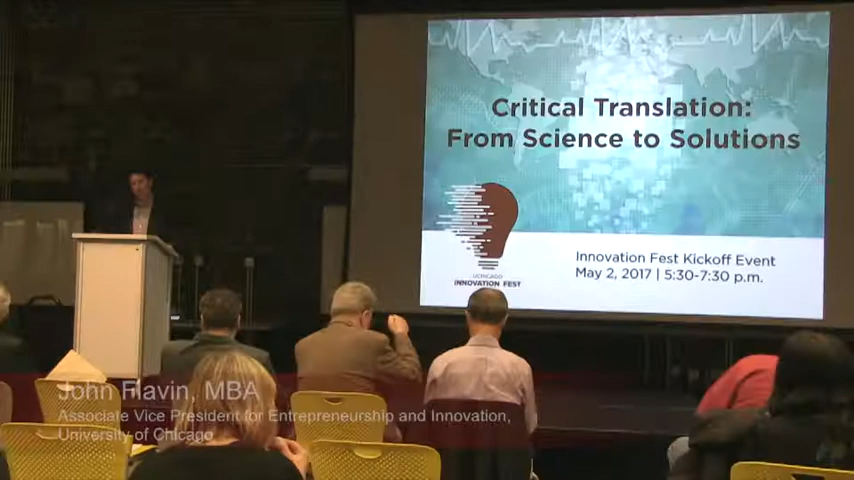 Critical Translation:
From Science to Solutions
Innovation Fest Kickoff Event
May 2, 2017 | 5:30-7:30 p.m.
UCHICAGO
INNOVATION FEST
John Flavin, MBA
Associate Vice President for Entrepreneurship and Innovation,
University of Chicago